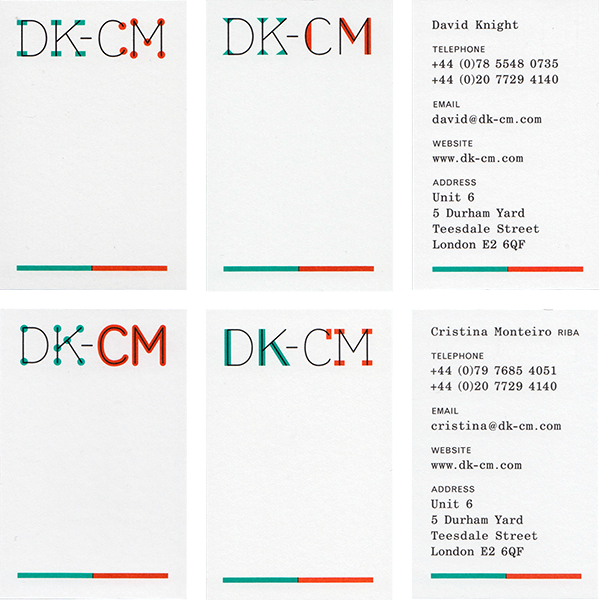 DK-CM
DK-CM
David Knight
TELEPHONE
+44 (0)78 5548 0735
+44 (0)20 7729 4140
EMAIL
david@dk-cm.com
WEBSITE
www.dk-cm.com
ADDRESS
Unit 6
5 Durham Yard
Teesdale Street
London E2 6QF
DK-CM
DK-CM
Cristina Monteiro RIBA
TELEPHONE
+44 (0)79 7685 4051
+44 (0)20 7729 4140
EMAIL
cristina@dk-cm.com
WEBSITE
www.dk-cm.com
ADDRESS
Unit 6
5 Durham Yard
Teesdale Street
London E2 6QF